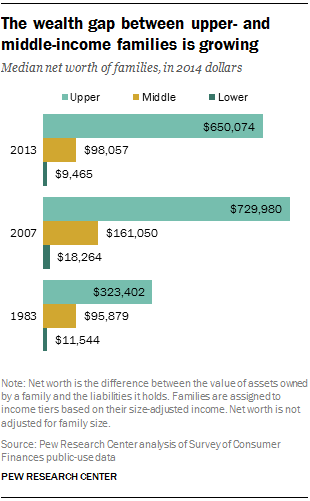 The wealth gap between upper- and
middle-income families is growing
Median net worth of families, in 2014 dollars
Upper Middle Lower
$650,074
2013 $98,057
$9,465
$729,980
2007 $161,050
$18,264
$323,402
1983 $95,879
$11,544
Note: Net worth is the difference between the value of assets owned
by a family and the liabilities it holds. Families are assigned to
income tiers based on their size-adjusted income. Net worth is not
adjusted for family size.
Source: Pew Research Center analysis of Survey of Consumer
Finances public-use data
PEW RESEARCH CENTER